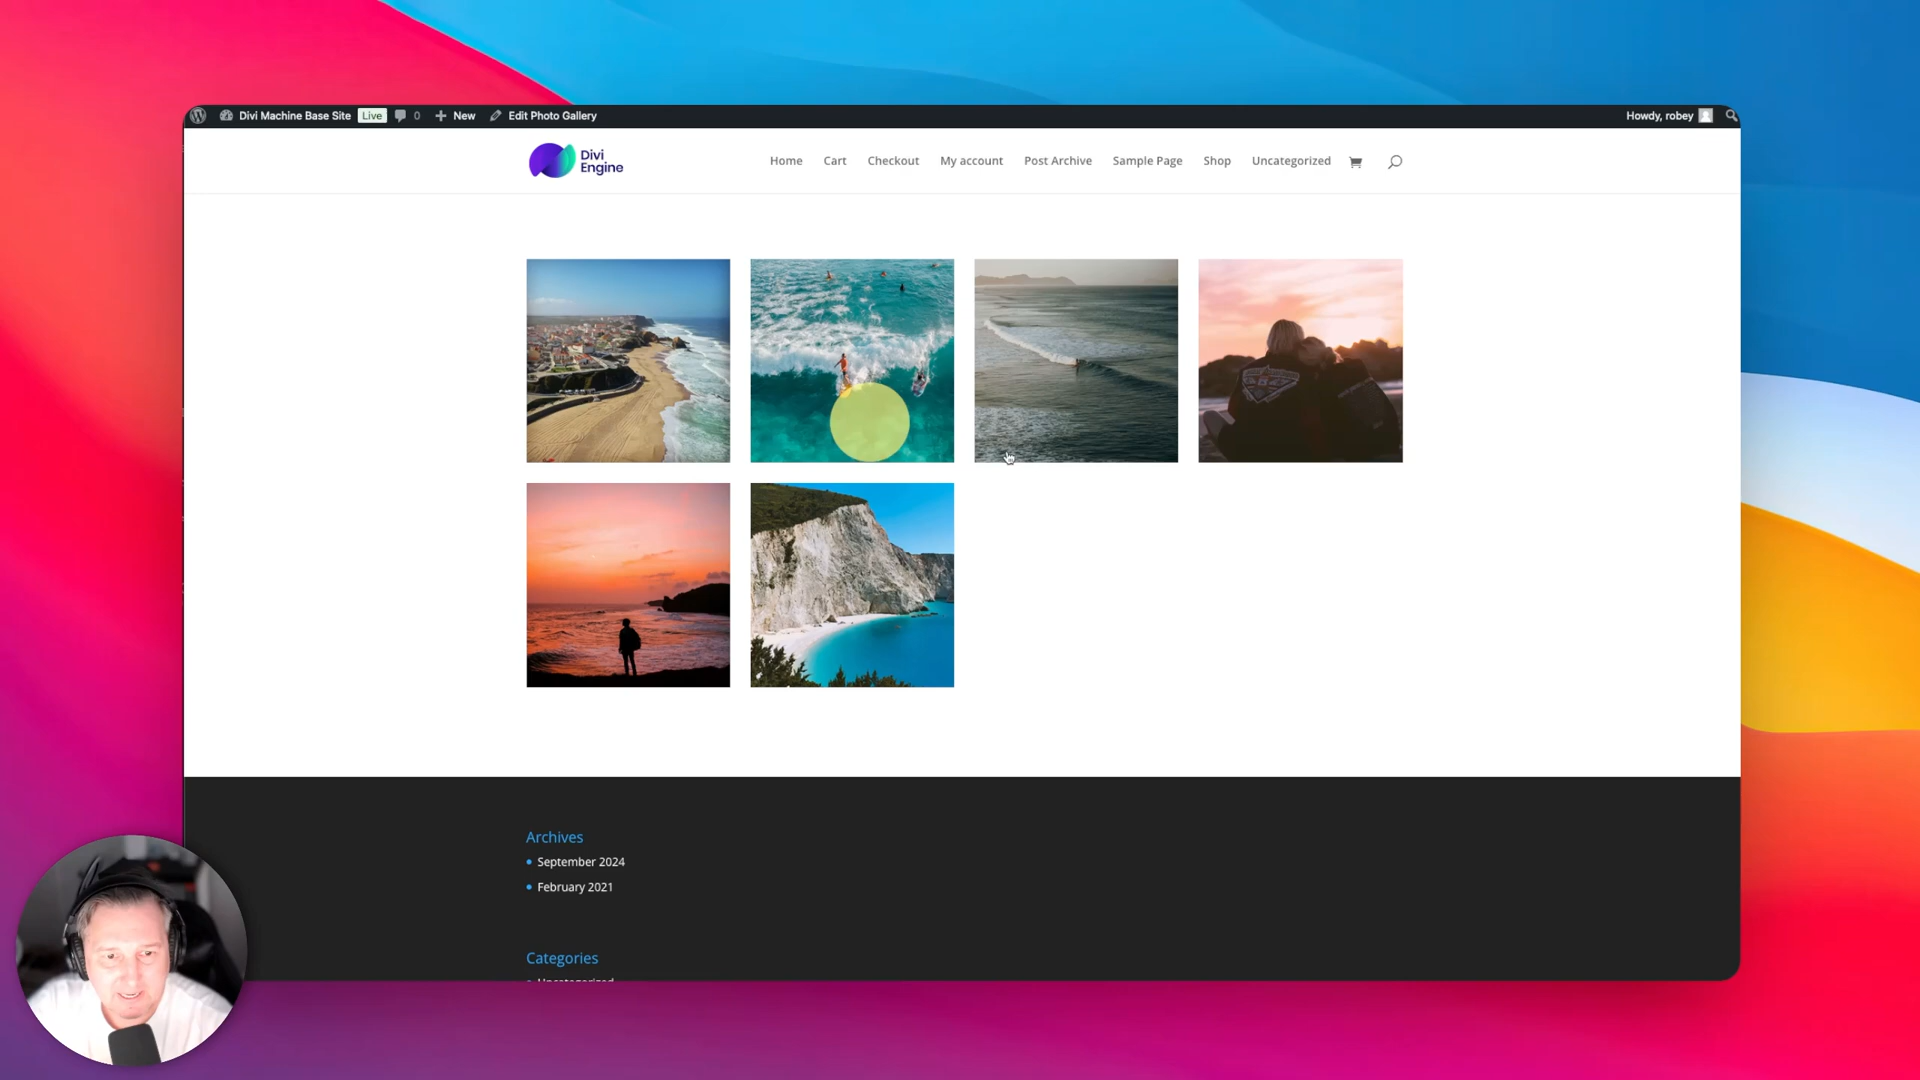 Divi Machine Base Site Live 0 New Edit Photo Gallery Howdy, robey
Divi
Engine
Home Cart Checkout My account Post Archive Sample Page Shop Uncategorized
Archives
September 2024
February 2021
Categories
Uncategorized